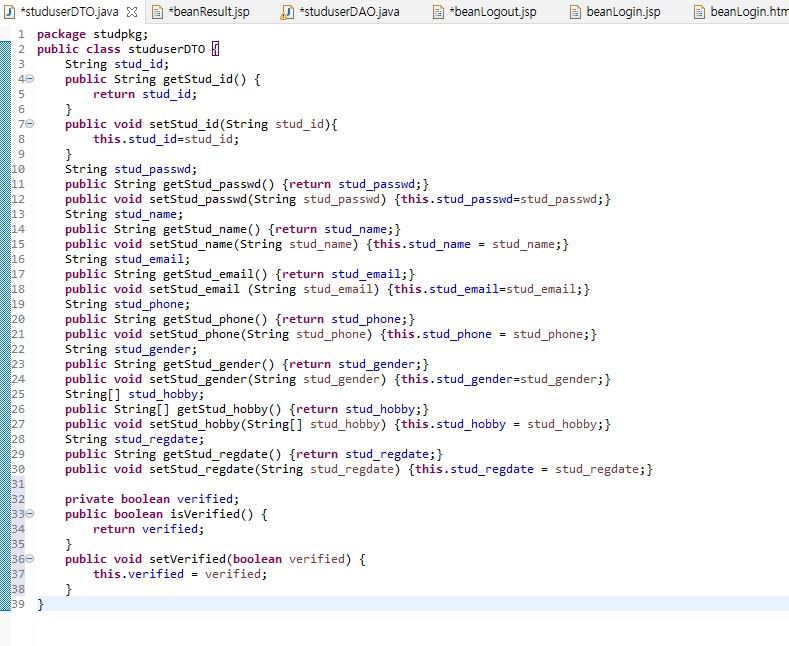 *studuserDTO.java
*beanResult.jsp
*studuserDAO.java
*beanLogout.jsp
beanLogin.jsp
beanLogin.htm
1 package studpkg;
2 public class studuserDTO {
3 String stud_id;
4 public String getStud_id() {
5 return stud_id;
6 }
7 public void setStud_id(String stud_id){
8 this.stud_id=stud_id;
9 }
10 String stud_passwd;
11 public String getStud_passwd() {return stud_passwd;}
12 public void setStud_passwd(String stud_passwd) {this.stud_passwd=stud_passwd;}
13 String stud_name;
14 public String getStud_name() {return stud_name;}
15 public void setStud_name(String stud_name) {this.stud_name = stud_name;}
16 String stud_email;
17 public String getStud_email() {return stud_email;}
18 public void setStud_email (String stud_email) {this.stud_email=stud_email;}
19 String stud_phone;
20 public String getStud_phone() {return stud_phone;}
21 public void setStud_phone(String stud_phone) {this.stud_phone = stud_phone;}
22 String stud_gender;
23 public String getStud_gender() {return stud_gender;}
24 public void setStud_gender(String stud_gender) {this.stud_gender=stud_gender;}
25 String[] stud_hobby;
26 public String[] getStud_hobby() {return stud_hobby;}
27 public void setStud_hobby(String[] stud_hobby) {this.stud_hobby = stud_hobby;}
28 String stud_regdate;
29 public String getStud_regdate() {return stud_regdate;}
30 public void setStud_regdate(String stud_regdate) {this.stud_regdate = stud_regdate;}
31
32 private boolean verified;
33 public boolean isVerified() {
34 return verified;
35 }
36 public void setVerified(boolean verified) {
37 this.verified = verified;
38 }
39 }